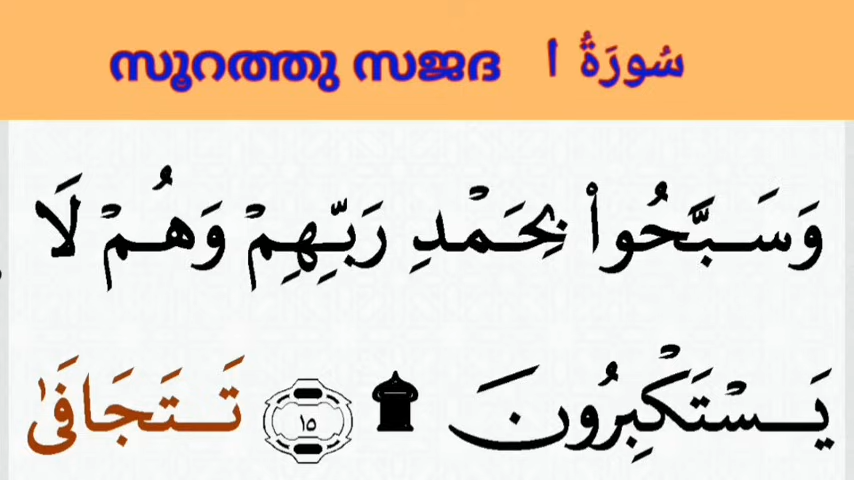 സൂറത്തു സജദ سُورَةُ ا
وَسَبَّحُوا۟ بِحَمْدِ رَبِّهِمْ وَهُمْ لَا
يَسْتَكْبِرُونَ ۩ ١٥ تَتَجَافَىٰ